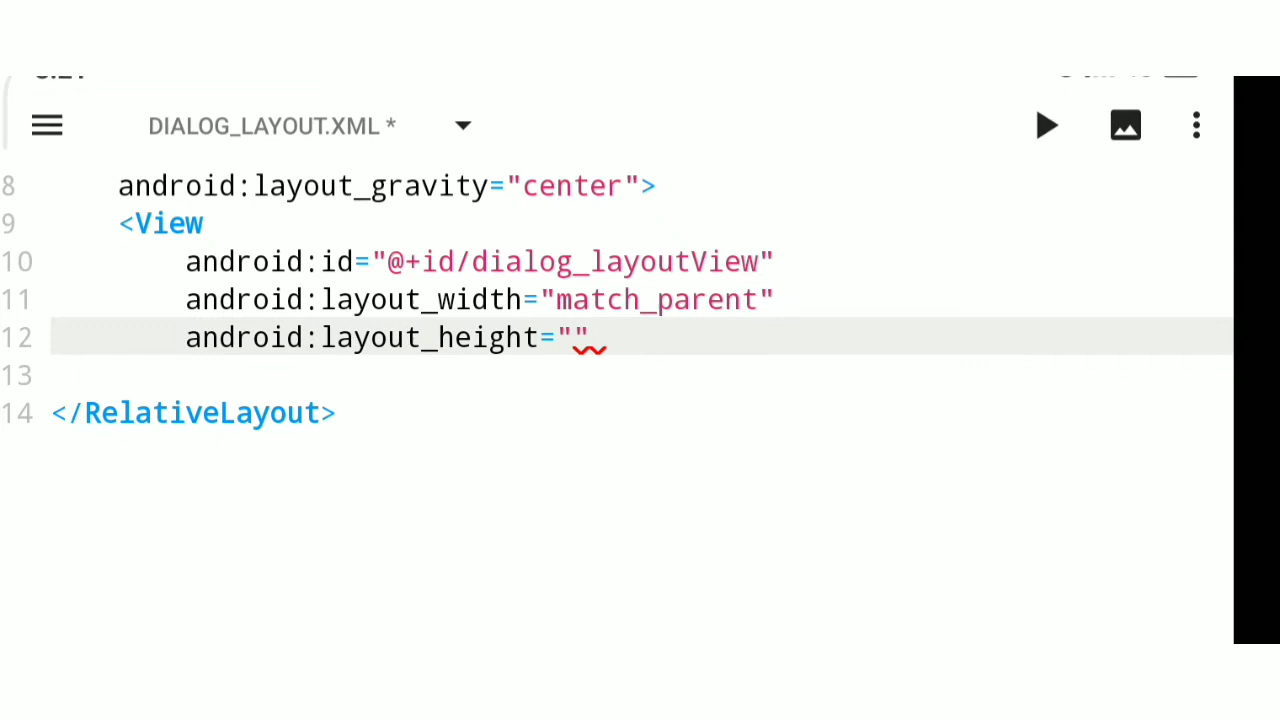 DIALOG_LAYOUT.XML *
8 android:layout_gravity="center">
9 <View
10 android:id="@+id/dialog_layoutView"
11 android:layout_width="match_parent"
12 android:layout_height=""
13
14 </RelativeLayout>